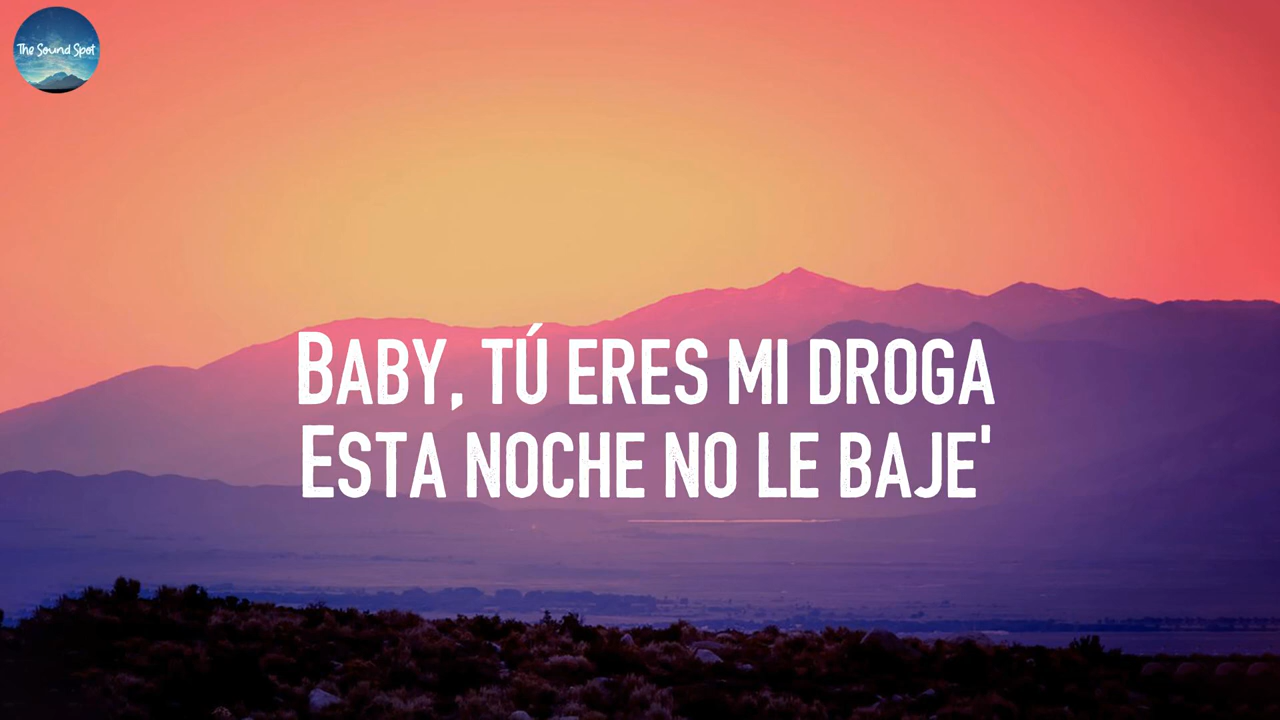 The Sound Spot
BABY, TÚ ERES MI DROGA
ESTA NOCHE NO LE BAJE'